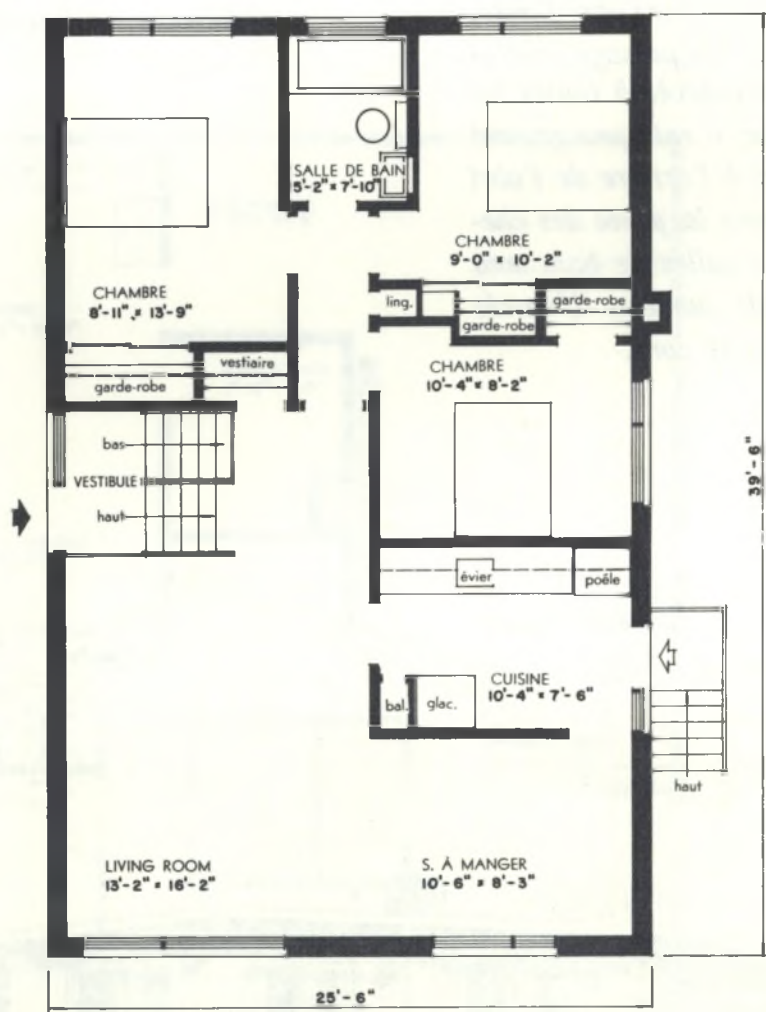 SALLE DE BAIN
5'-2" x 7'-10"
CHAMBRE
9'-0" x 10'-2"
CHAMBRE
8'-11" x 13'-9"
ling.
garde-robe
garde-robe
vestiaire
garde-robe
CHAMBRE
10'-4" x 8'-2"
bas
VESTIBULE
haut
39'-6"
évier
poêle
CUISINE
10'-4" x 7'-6"
bal.
glac.
haut
LIVING ROOM
13'-2" x 16'-2"
S. À MANGER
10'-6" x 8'-3"
25'-6"